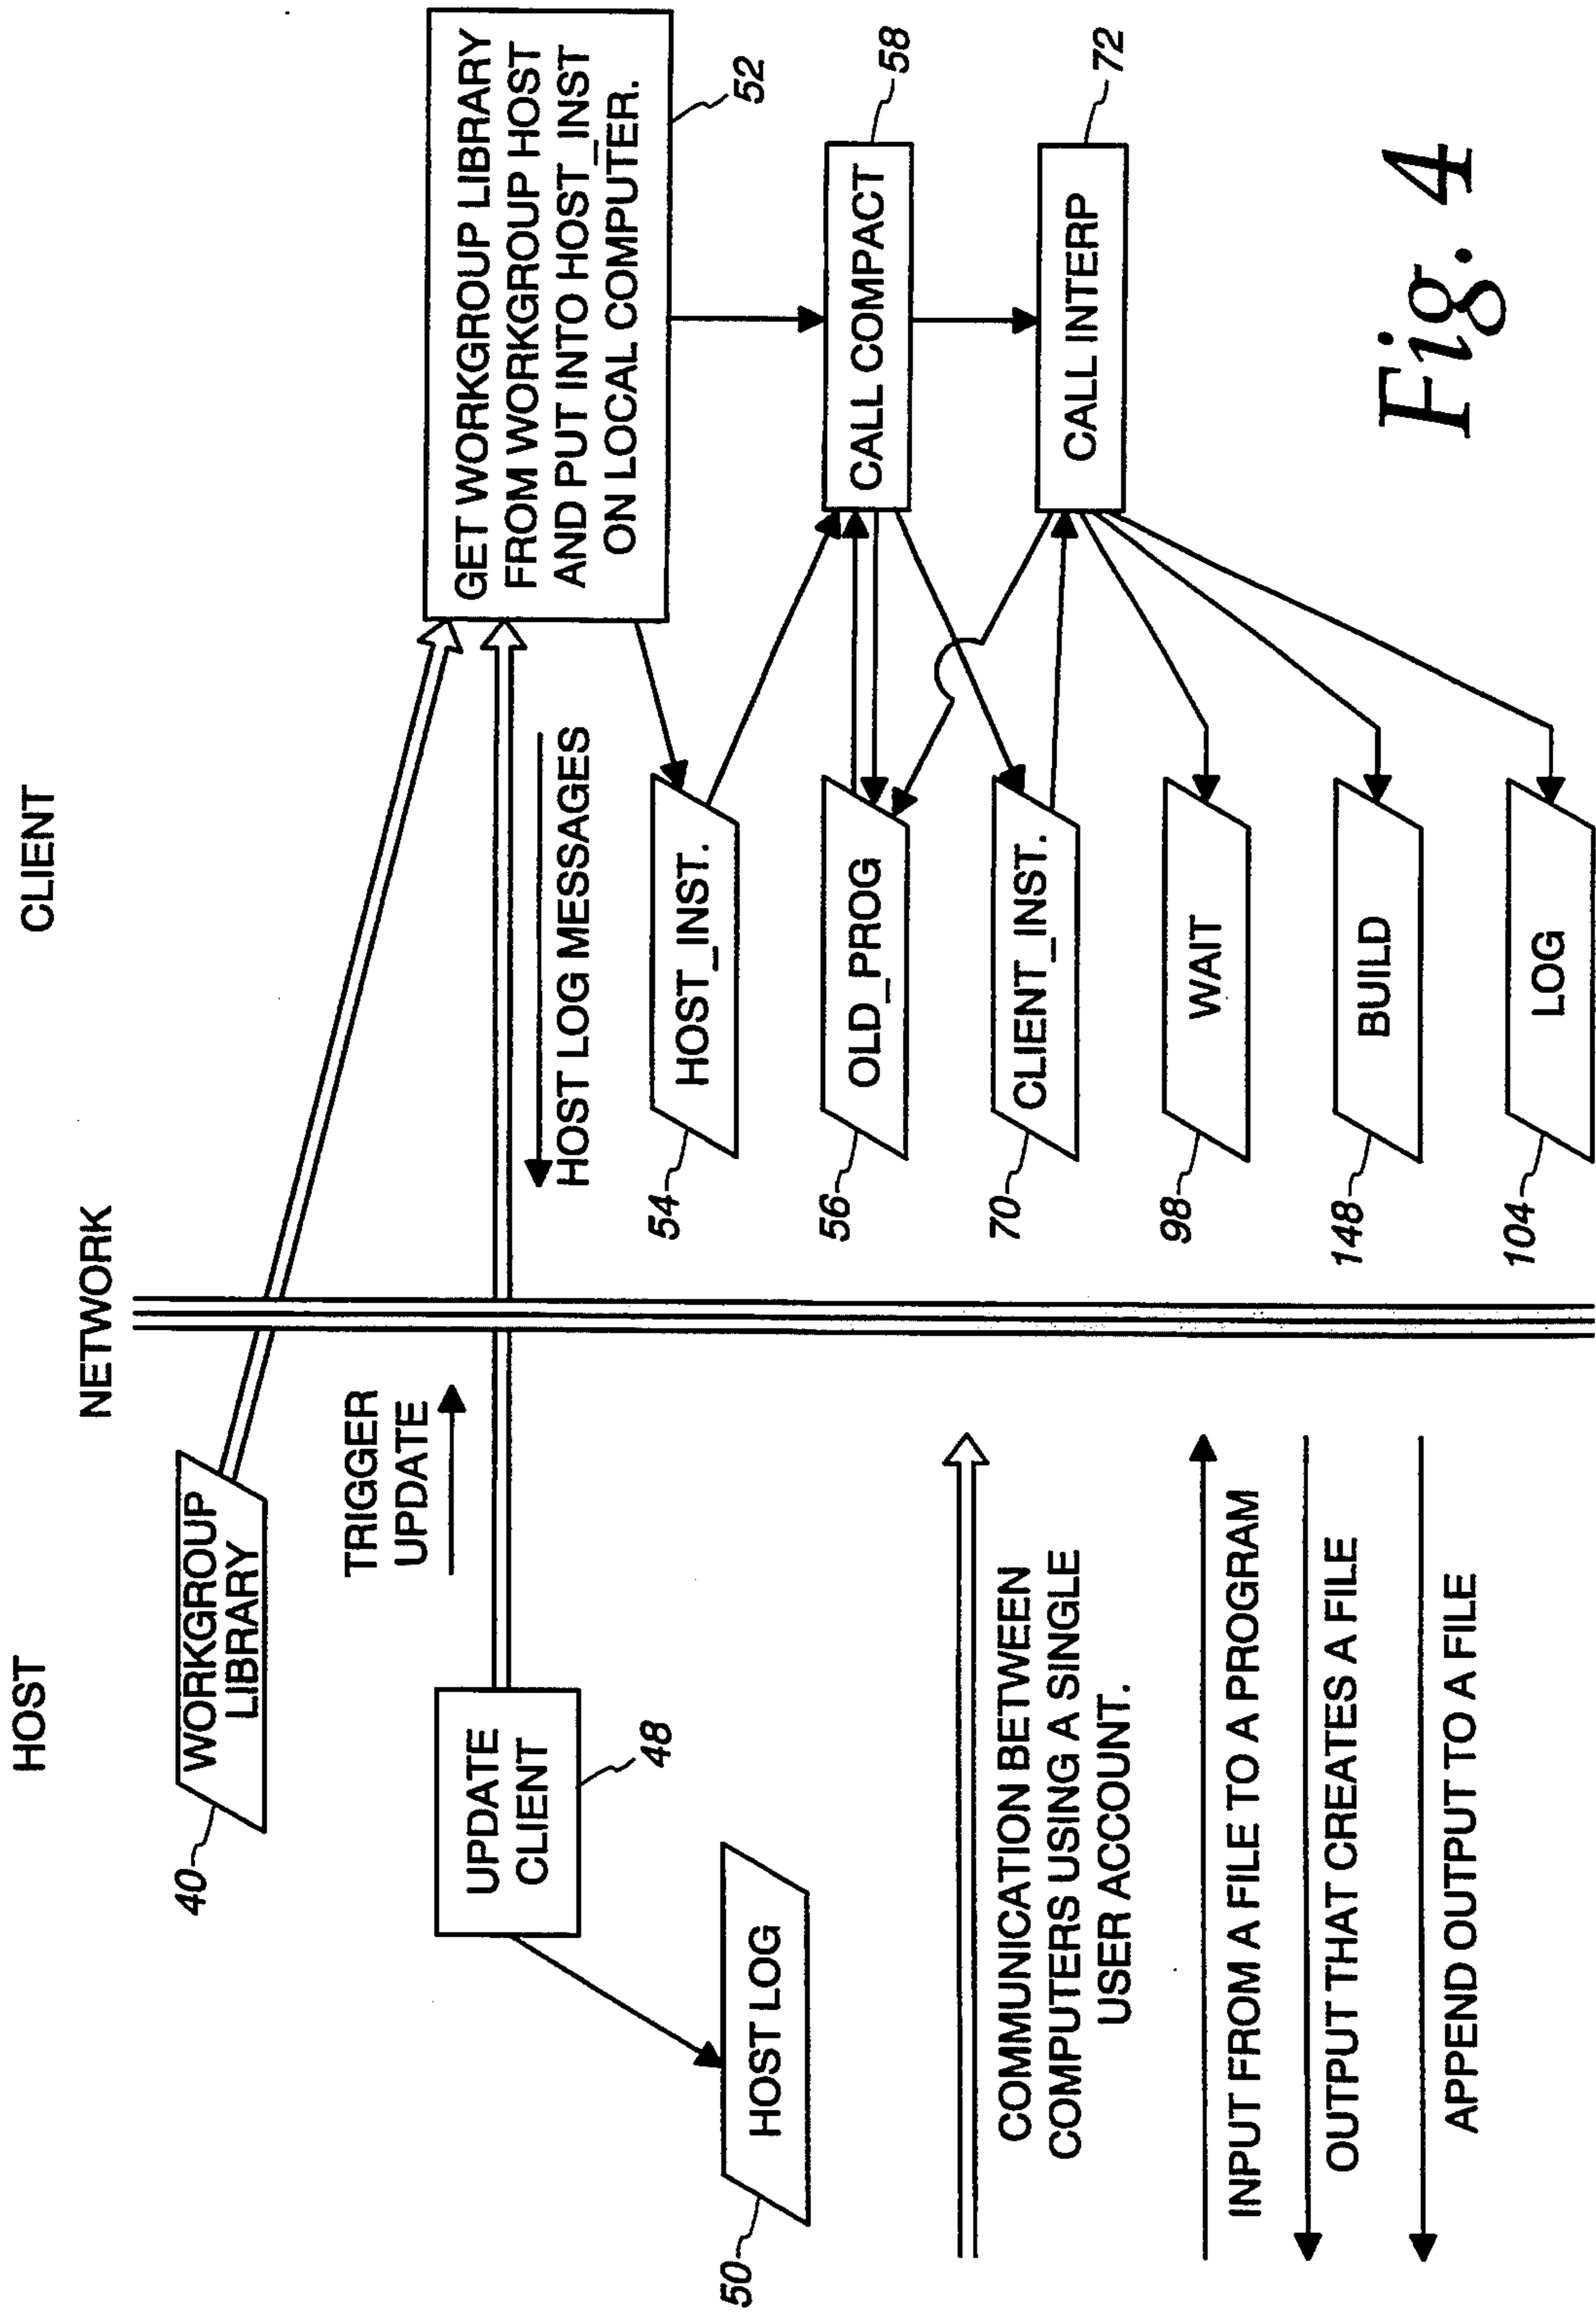 HOST
NETWORK
CLIENT
WORKGROUP
LIBRARY
40
TRIGGER
UPDATE
UPDATE
CLIENT
48
HOST LOG
50
GET WORKGROUP LIBRARY
FROM WORKGROUP HOST
AND PUT INTO HOST_INST
ON LOCAL COMPUTER.
52
HOST LOG MESSAGES
HOST_INST.
54
CALL COMPACT
58
OLD_PROG
56
CLIENT_INST.
70
CALL INTERP
72
WAIT
98
BUILD
148
LOG
104
COMMUNICATION BETWEEN
COMPUTERS USING A SINGLE
USER ACCOUNT.
INPUT FROM A FILE TO A PROGRAM
OUTPUT THAT CREATES A FILE
APPEND OUTPUT TO A FILE
Fig. 4